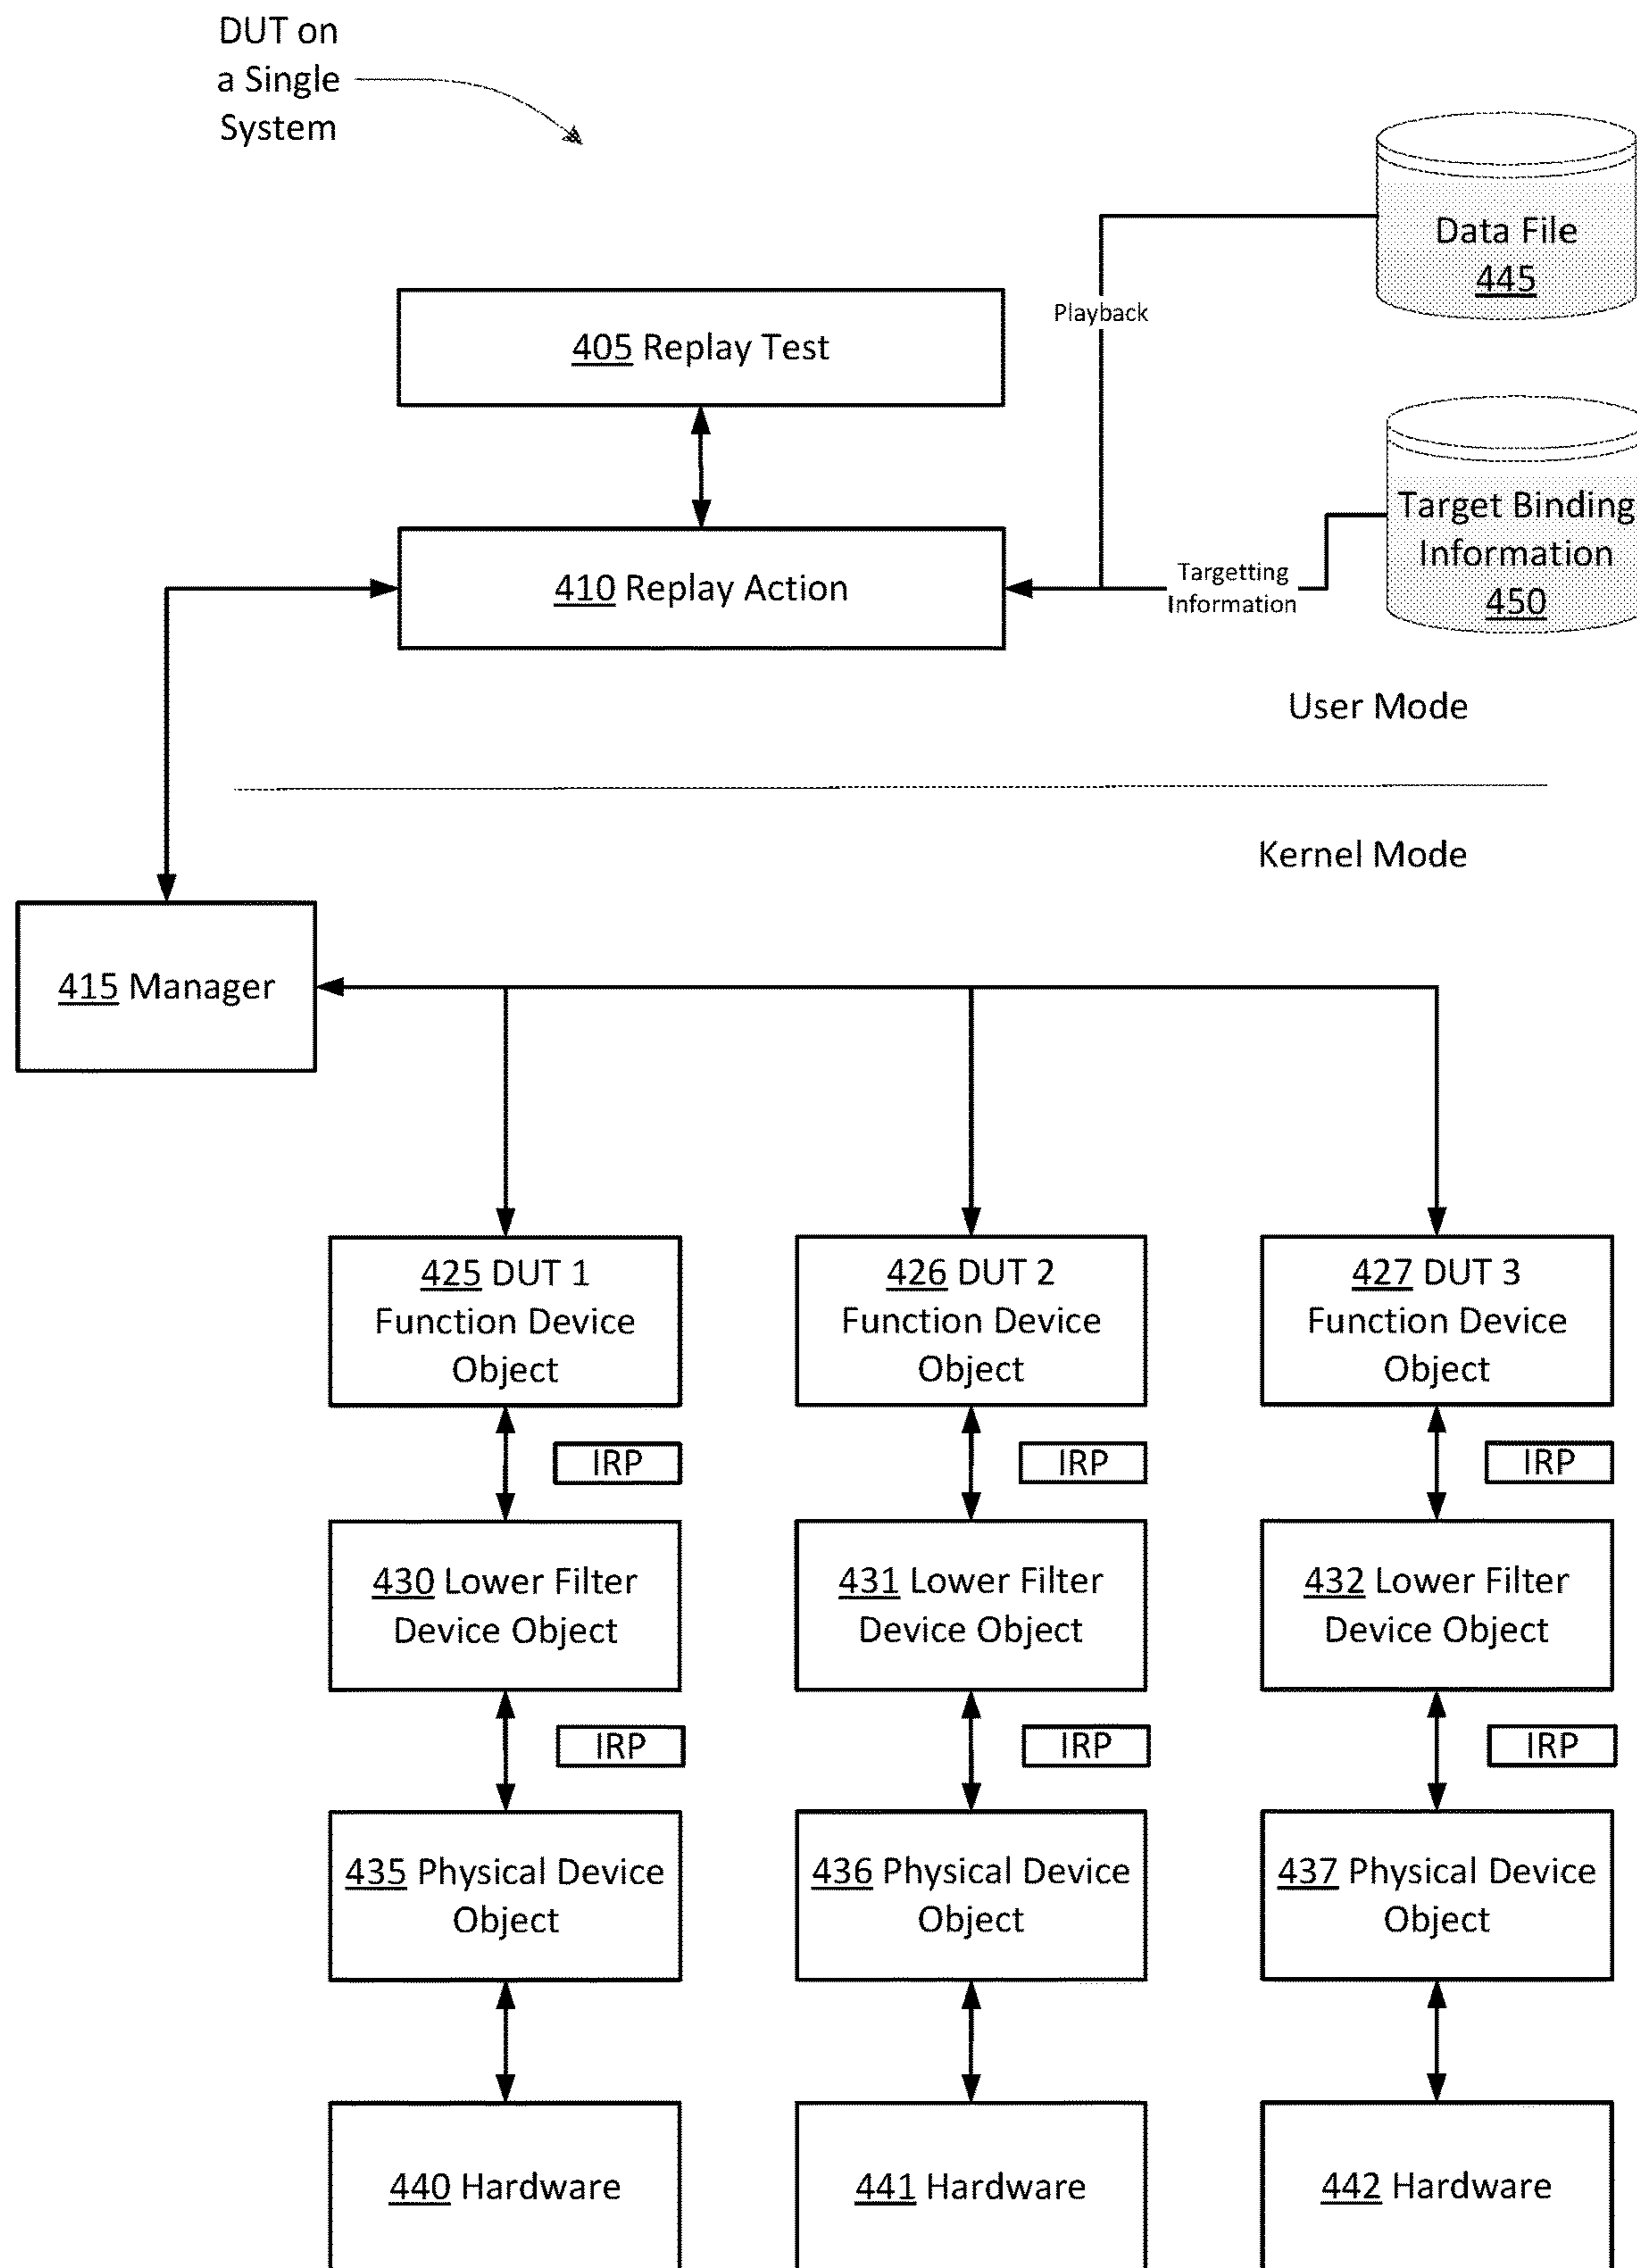 DUT on
a Single
System
Data File
445
Playback
405 Replay Test
Target Binding
Information
450
Targetting
Information
410 Replay Action
User Mode
Kernel Mode
415 Manager
425 DUT 1
Function Device
Object
426 DUT 2
Function Device
Object
427 DUT 3
Function Device
Object
IRP
IRP
IRP
430 Lower Filter
Device Object
431 Lower Filter
Device Object
432 Lower Filter
Device Object
IRP
IRP
IRP
435 Physical Device
Object
436 Physical Device
Object
437 Physical Device
Object
440 Hardware
441 Hardware
442 Hardware